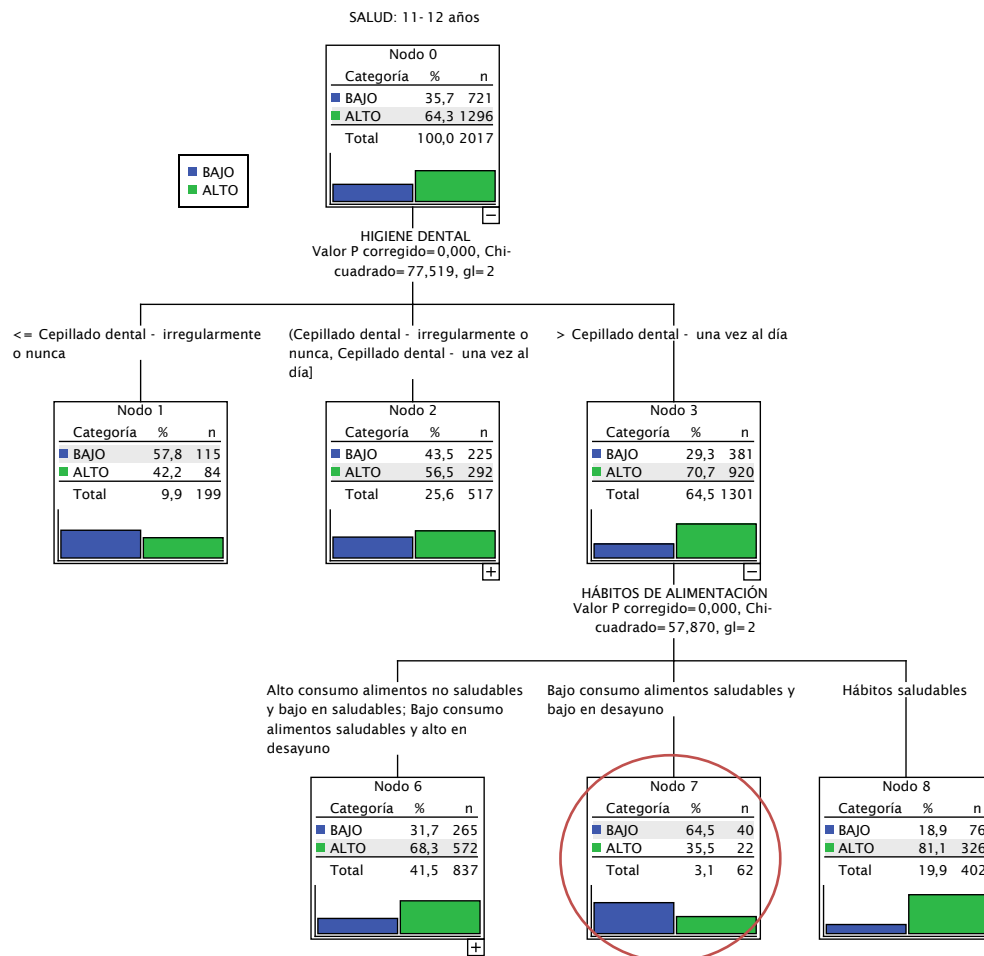 SALUD: 11- 12 años
Nodo 0
Categoría % n
BAJO 35,7 721
ALTO 64,3 1296
Total 100,0 2017
BAJO
ALTO
HIGIENE DENTAL
Valor P corregido=0,000, Chi-
cuadrado=77,519, gl=2
<= Cepillado dental - irregularmente
o nunca
(Cepillado dental - irregularmente o
nunca, Cepillado dental - una vez al
día]
> Cepillado dental - una vez al día
Nodo 1
Categoría % n
BAJO 57,8 115
ALTO 42,2 84
Total 9,9 199
Nodo 2
Categoría % n
BAJO 43,5 225
ALTO 56,5 292
Total 25,6 517
Nodo 3
Categoría % n
BAJO 29,3 381
ALTO 70,7 920
Total 64,5 1301
HÁBITOS DE ALIMENTACIÓN
Valor P corregido=0,000, Chi-
cuadrado=57,870, gl=2
Alto consumo alimentos no saludables
y bajo en saludables; Bajo consumo
alimentos saludables y alto en
desayuno
Bajo consumo alimentos saludables y
bajo en desayuno
Hábitos saludables
Nodo 6
Categoría % n
BAJO 31,7 265
ALTO 68,3 572
Total 41,5 837
Nodo 7
Categoría % n
BAJO 64,5 40
ALTO 35,5 22
Total 3,1 62
Nodo 8
Categoría % n
BAJO 18,9 76
ALTO 81,1 326
Total 19,9 402